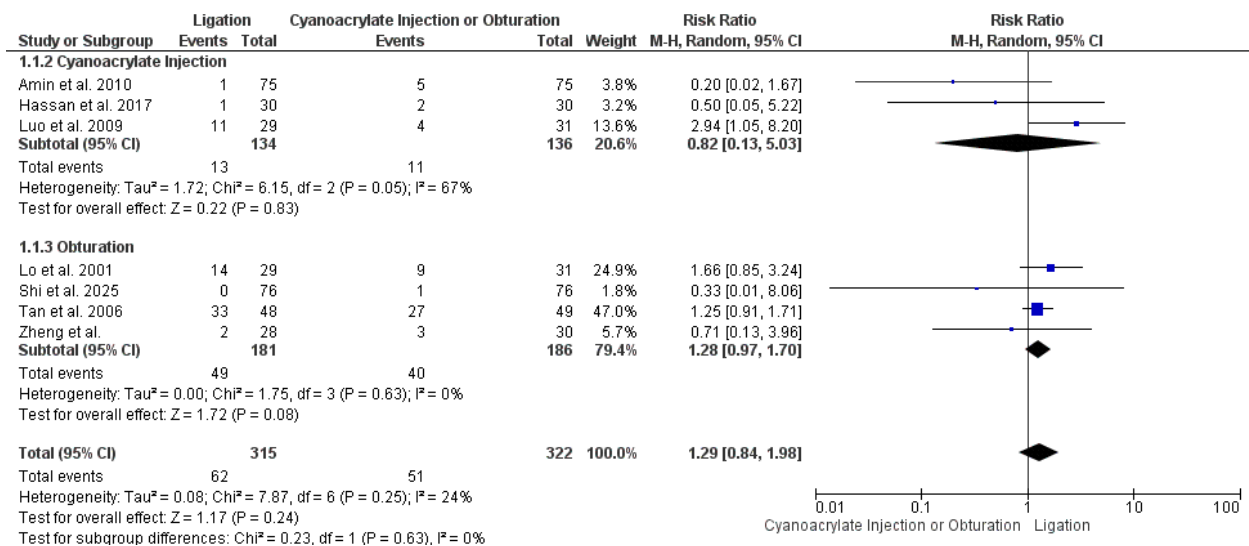 Ligation Cyanoacrylate Injection or Obturation Risk Ratio Risk Ratio
Study or Subgroup Events Total Events Total Weight M-H, Random, 95% CI M-H, Random, 95% CI
1.1.2 Cyanoacrylate Injection
Amin et al. 2010 1 75 5 75 3.8% 0.20 [0.02, 1.67]
Hassan et al. 2017 1 30 2 30 3.2% 0.50 [0.05, 5.22]
Luo et al. 2009 11 29 4 31 13.6% 2.94 [1.05, 8.20]
Subtotal (95% CI) 134 136 20.6% 0.82 [0.13, 5.03]
Total events 13 11
Heterogeneity: Tau² = 1.72; Chi² = 6.15, df = 2 (P = 0.05); I² = 67%
Test for overall effect: Z = 0.22 (P = 0.83)
1.1.3 Obturation
Lo et al. 2001 14 29 9 31 24.9% 1.66 [0.85, 3.24]
Shi et al. 2025 0 76 1 76 1.8% 0.33 [0.01, 8.06]
Tan et al. 2006 33 48 27 49 47.0% 1.25 [0.91, 1.71]
Zheng et al. 2 28 3 30 5.7% 0.71 [0.13, 3.96]
Subtotal (95% CI) 181 186 79.4% 1.28 [0.97, 1.70]
Total events 49 40
Heterogeneity: Tau² = 0.00; Chi² = 1.75, df = 3 (P = 0.63); I² = 0%
Test for overall effect: Z = 1.72 (P = 0.08)
Total (95% CI) 315 322 100.0% 1.29 [0.84, 1.98]
Total events 62 51
Heterogeneity: Tau² = 0.08; Chi² = 7.87, df = 6 (P = 0.25); I² = 24%
Test for overall effect: Z = 1.17 (P = 0.24)
Test for subgroup differences: Chi² = 0.23, df = 1 (P = 0.63), I² = 0%
0.01 0.1 1 10 100
Cyanoacrylate Injection or Obturation Ligation